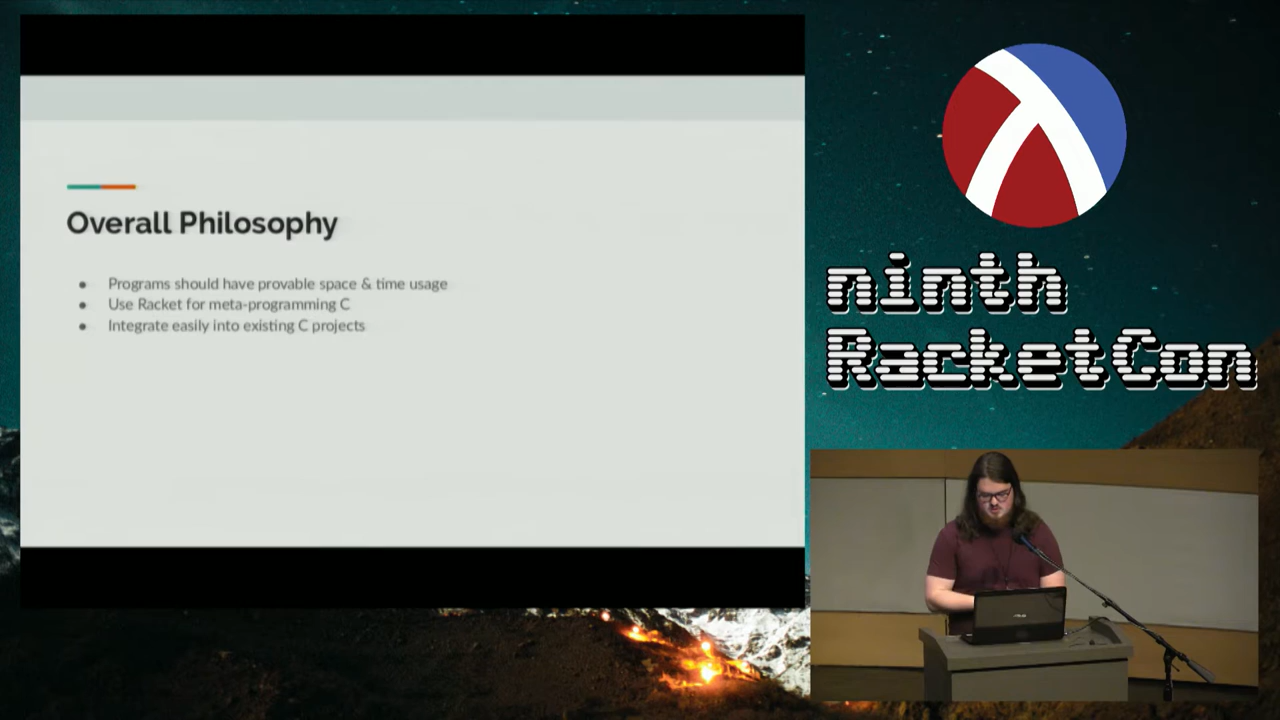 Overall Philosophy
● Programs should have provable space & time usage
● Use Racket for meta-programming C
● Integrate easily into existing C projects
ninth
RacketCon